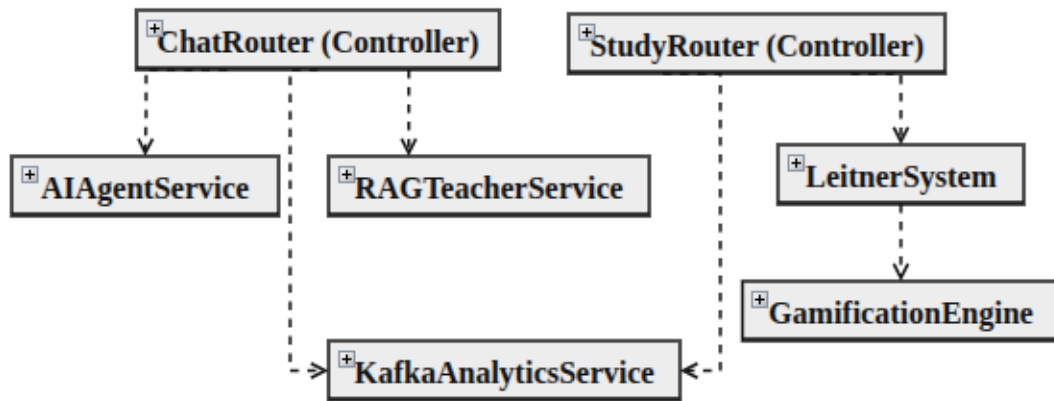 ChatRouter (Controller)
StudyRouter (Controller)
AIAgentService
RAGTeacherService
LeitnerSystem
GamificationEngine
KafkaAnalyticsService